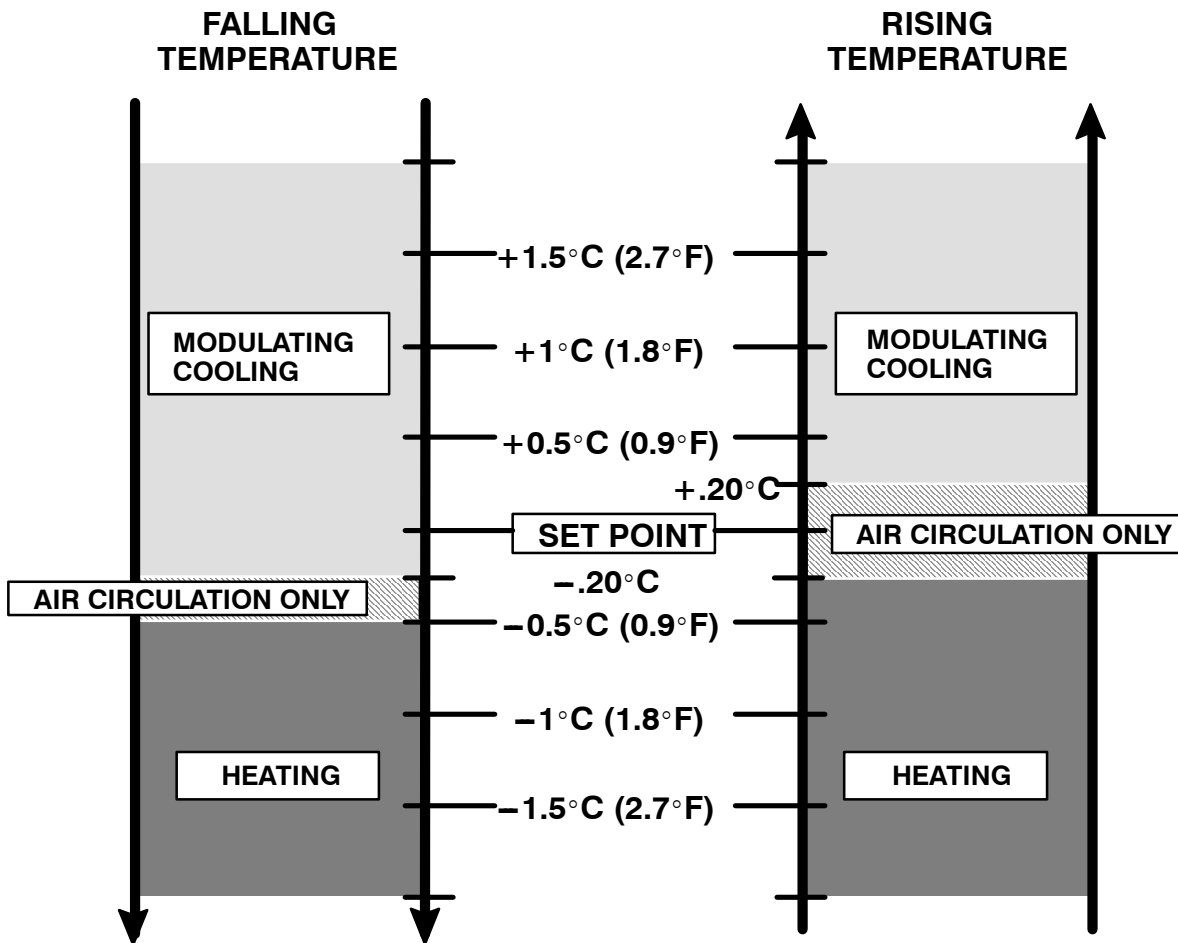 FALLING
TEMPERATURE
RISING
TEMPERATURE
+1.5°C (2.7°F)
MODULATING
COOLING
+1°C (1.8°F)
MODULATING
COOLING
+0.5°C (0.9°F)
+.20°C
SET POINT
AIR CIRCULATION ONLY
−.20°C
AIR CIRCULATION ONLY
−0.5°C (0.9°F)
−1°C (1.8°F)
HEATING
HEATING
−1.5°C (2.7°F)